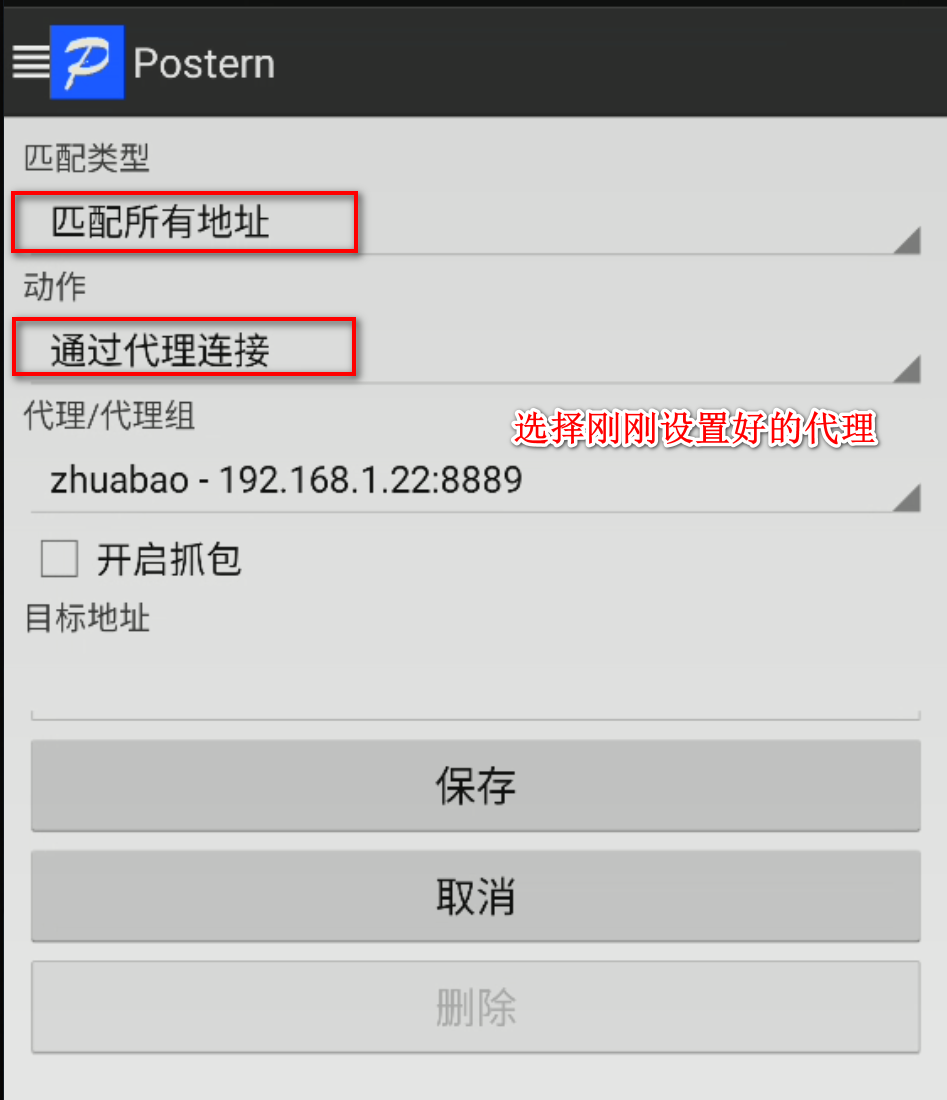 Postern
匹配类型
匹配所有地址
动作
通过代理连接
代理/代理组
选择刚刚设置好的代理
zhuabao - 192.168.1.22:8889
开启抓包
目标地址
保存
取消
删除